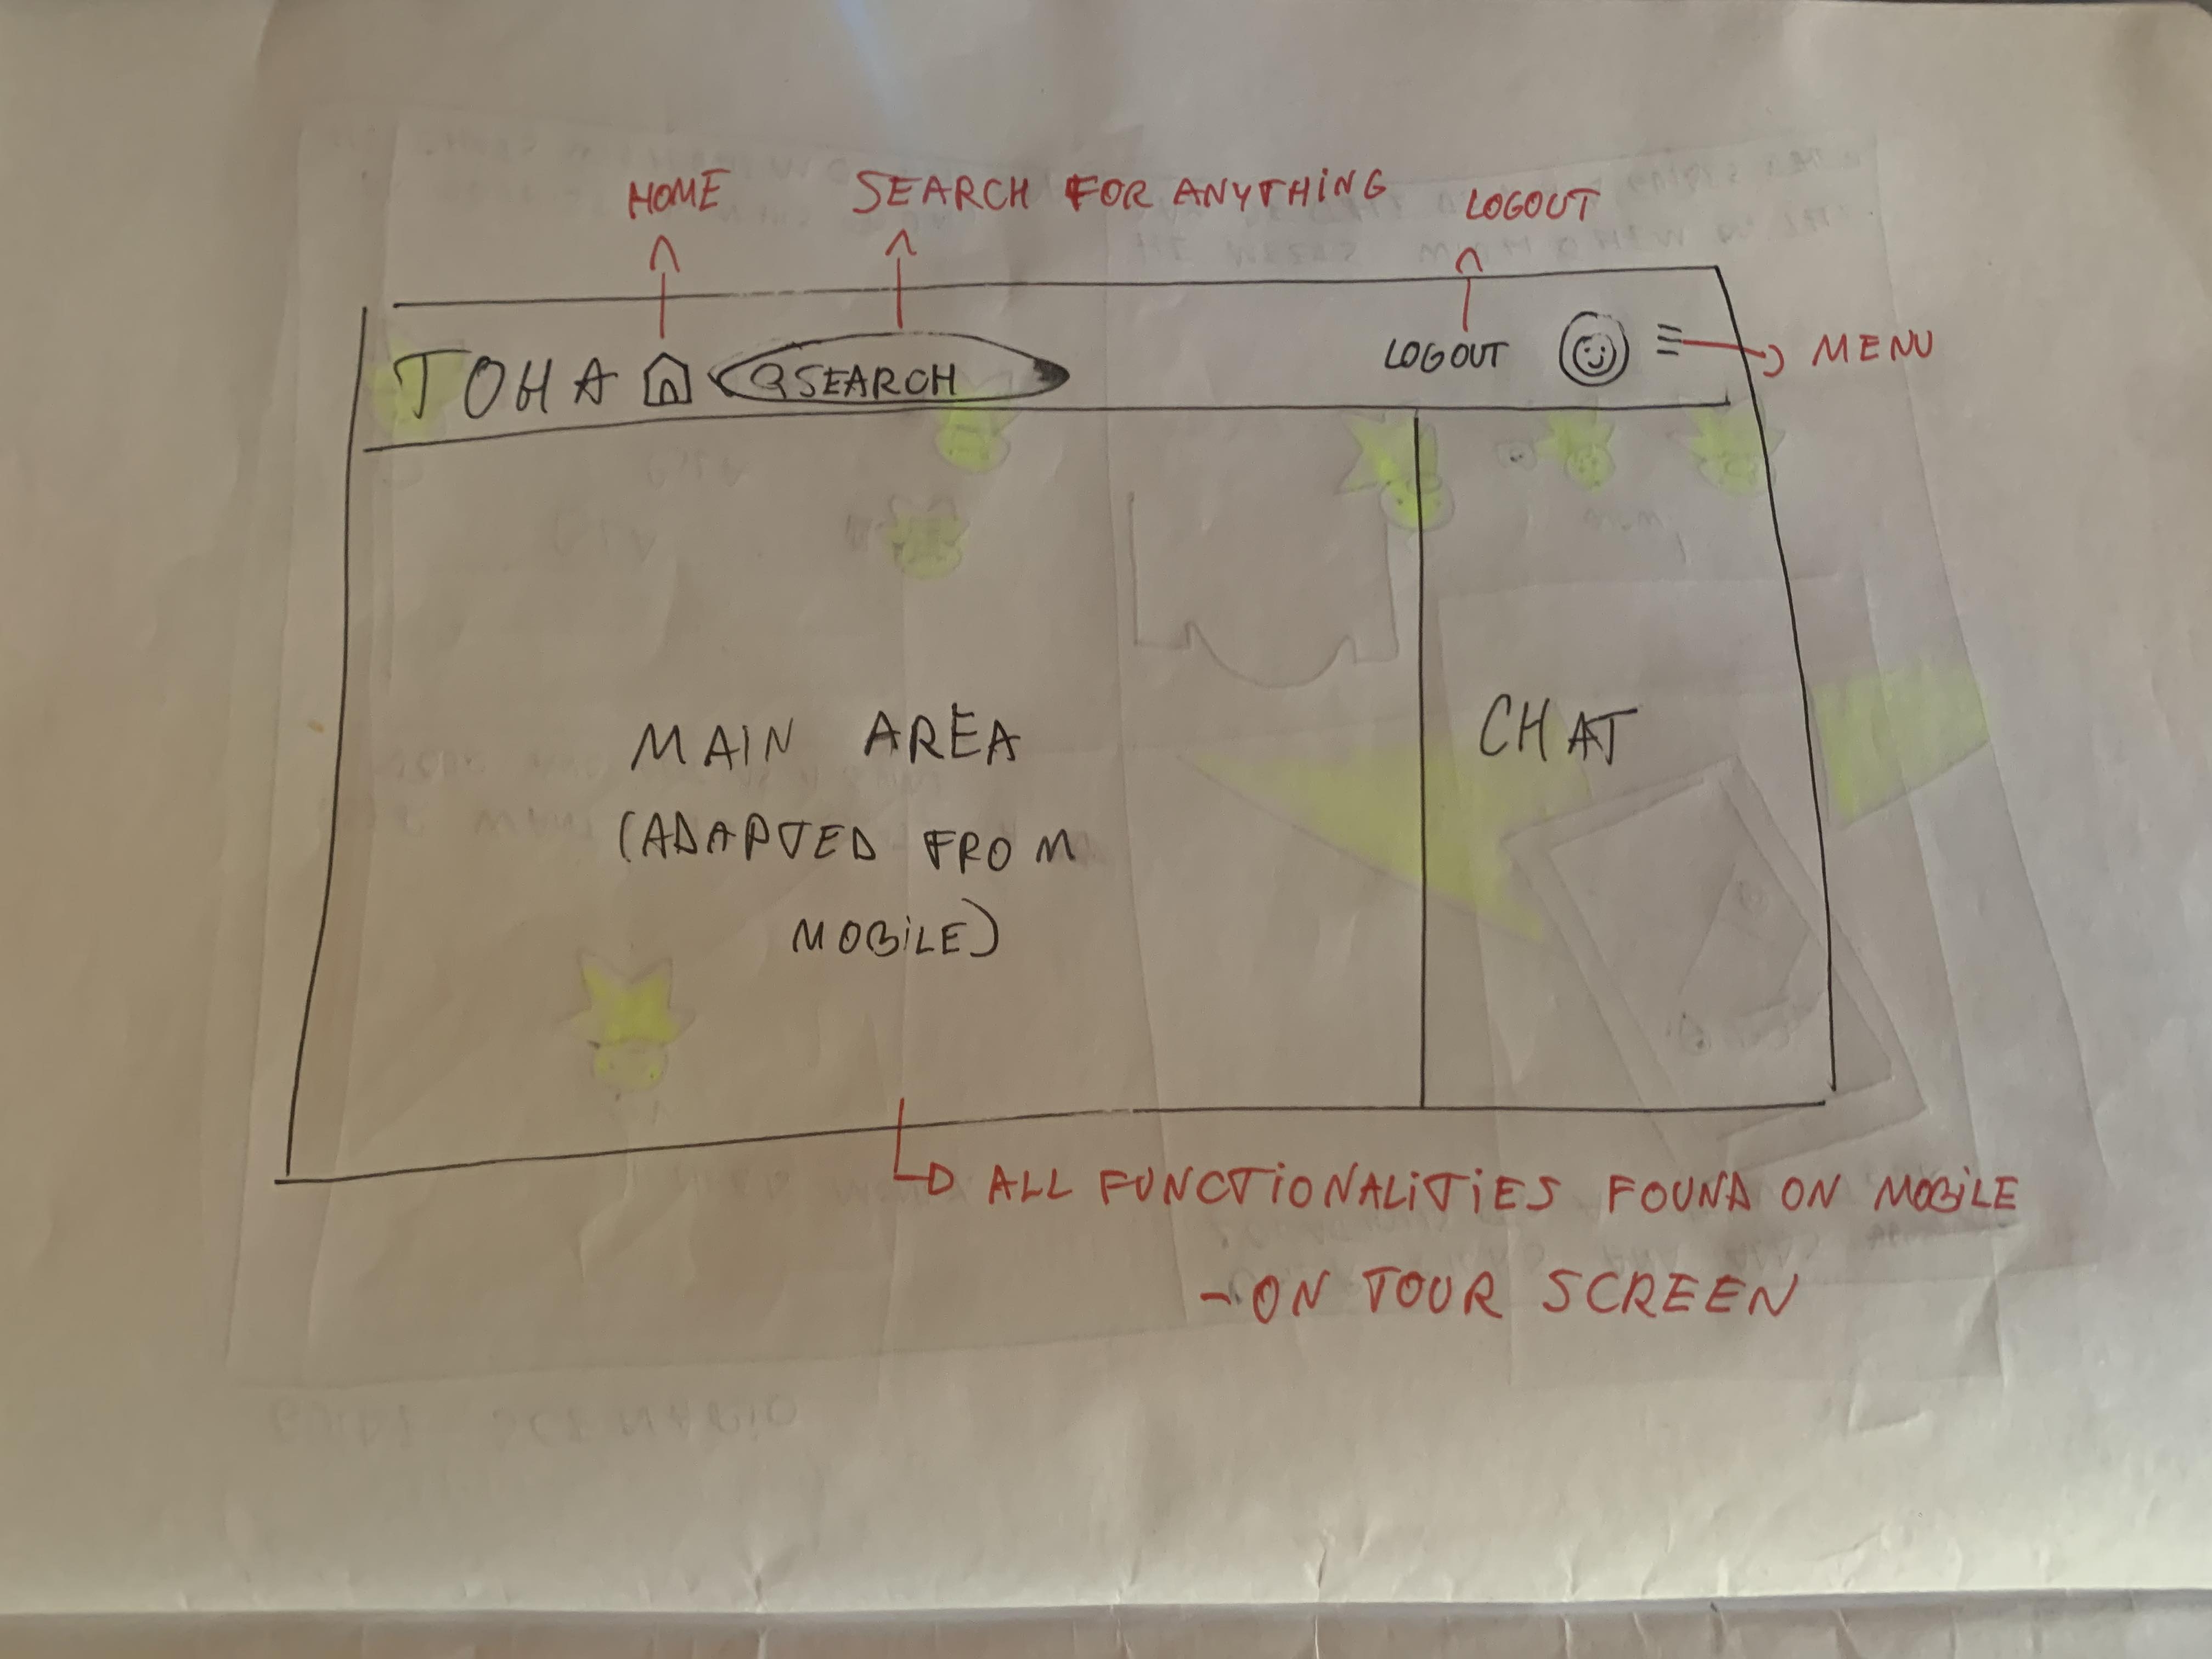 HOME SEARCH FOR ANYTHING LOGOUT
TOHA SEARCH LOGOUT MENU
MAIN AREA
(ADAPTED FROM
MOBILE)
CHAT
ALL FUNCTIONALITIES FOUND ON MOBILE
- ON TOUR SCREEN